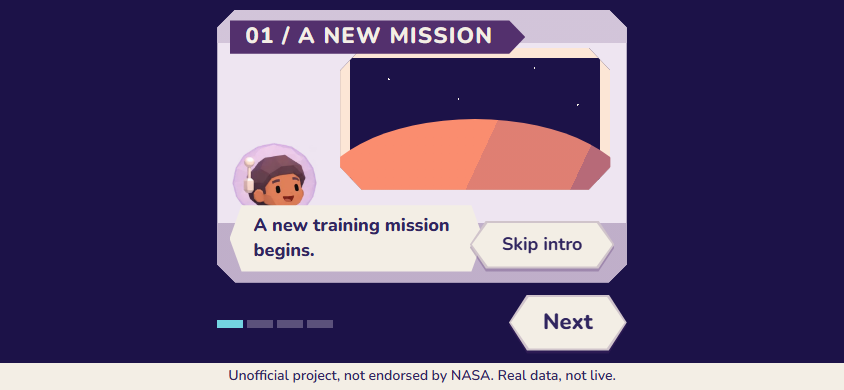 01 / A NEW MISSION
A new training mission
begins.
Skip intro
Next
Unofficial project, not endorsed by NASA. Real data, not live.